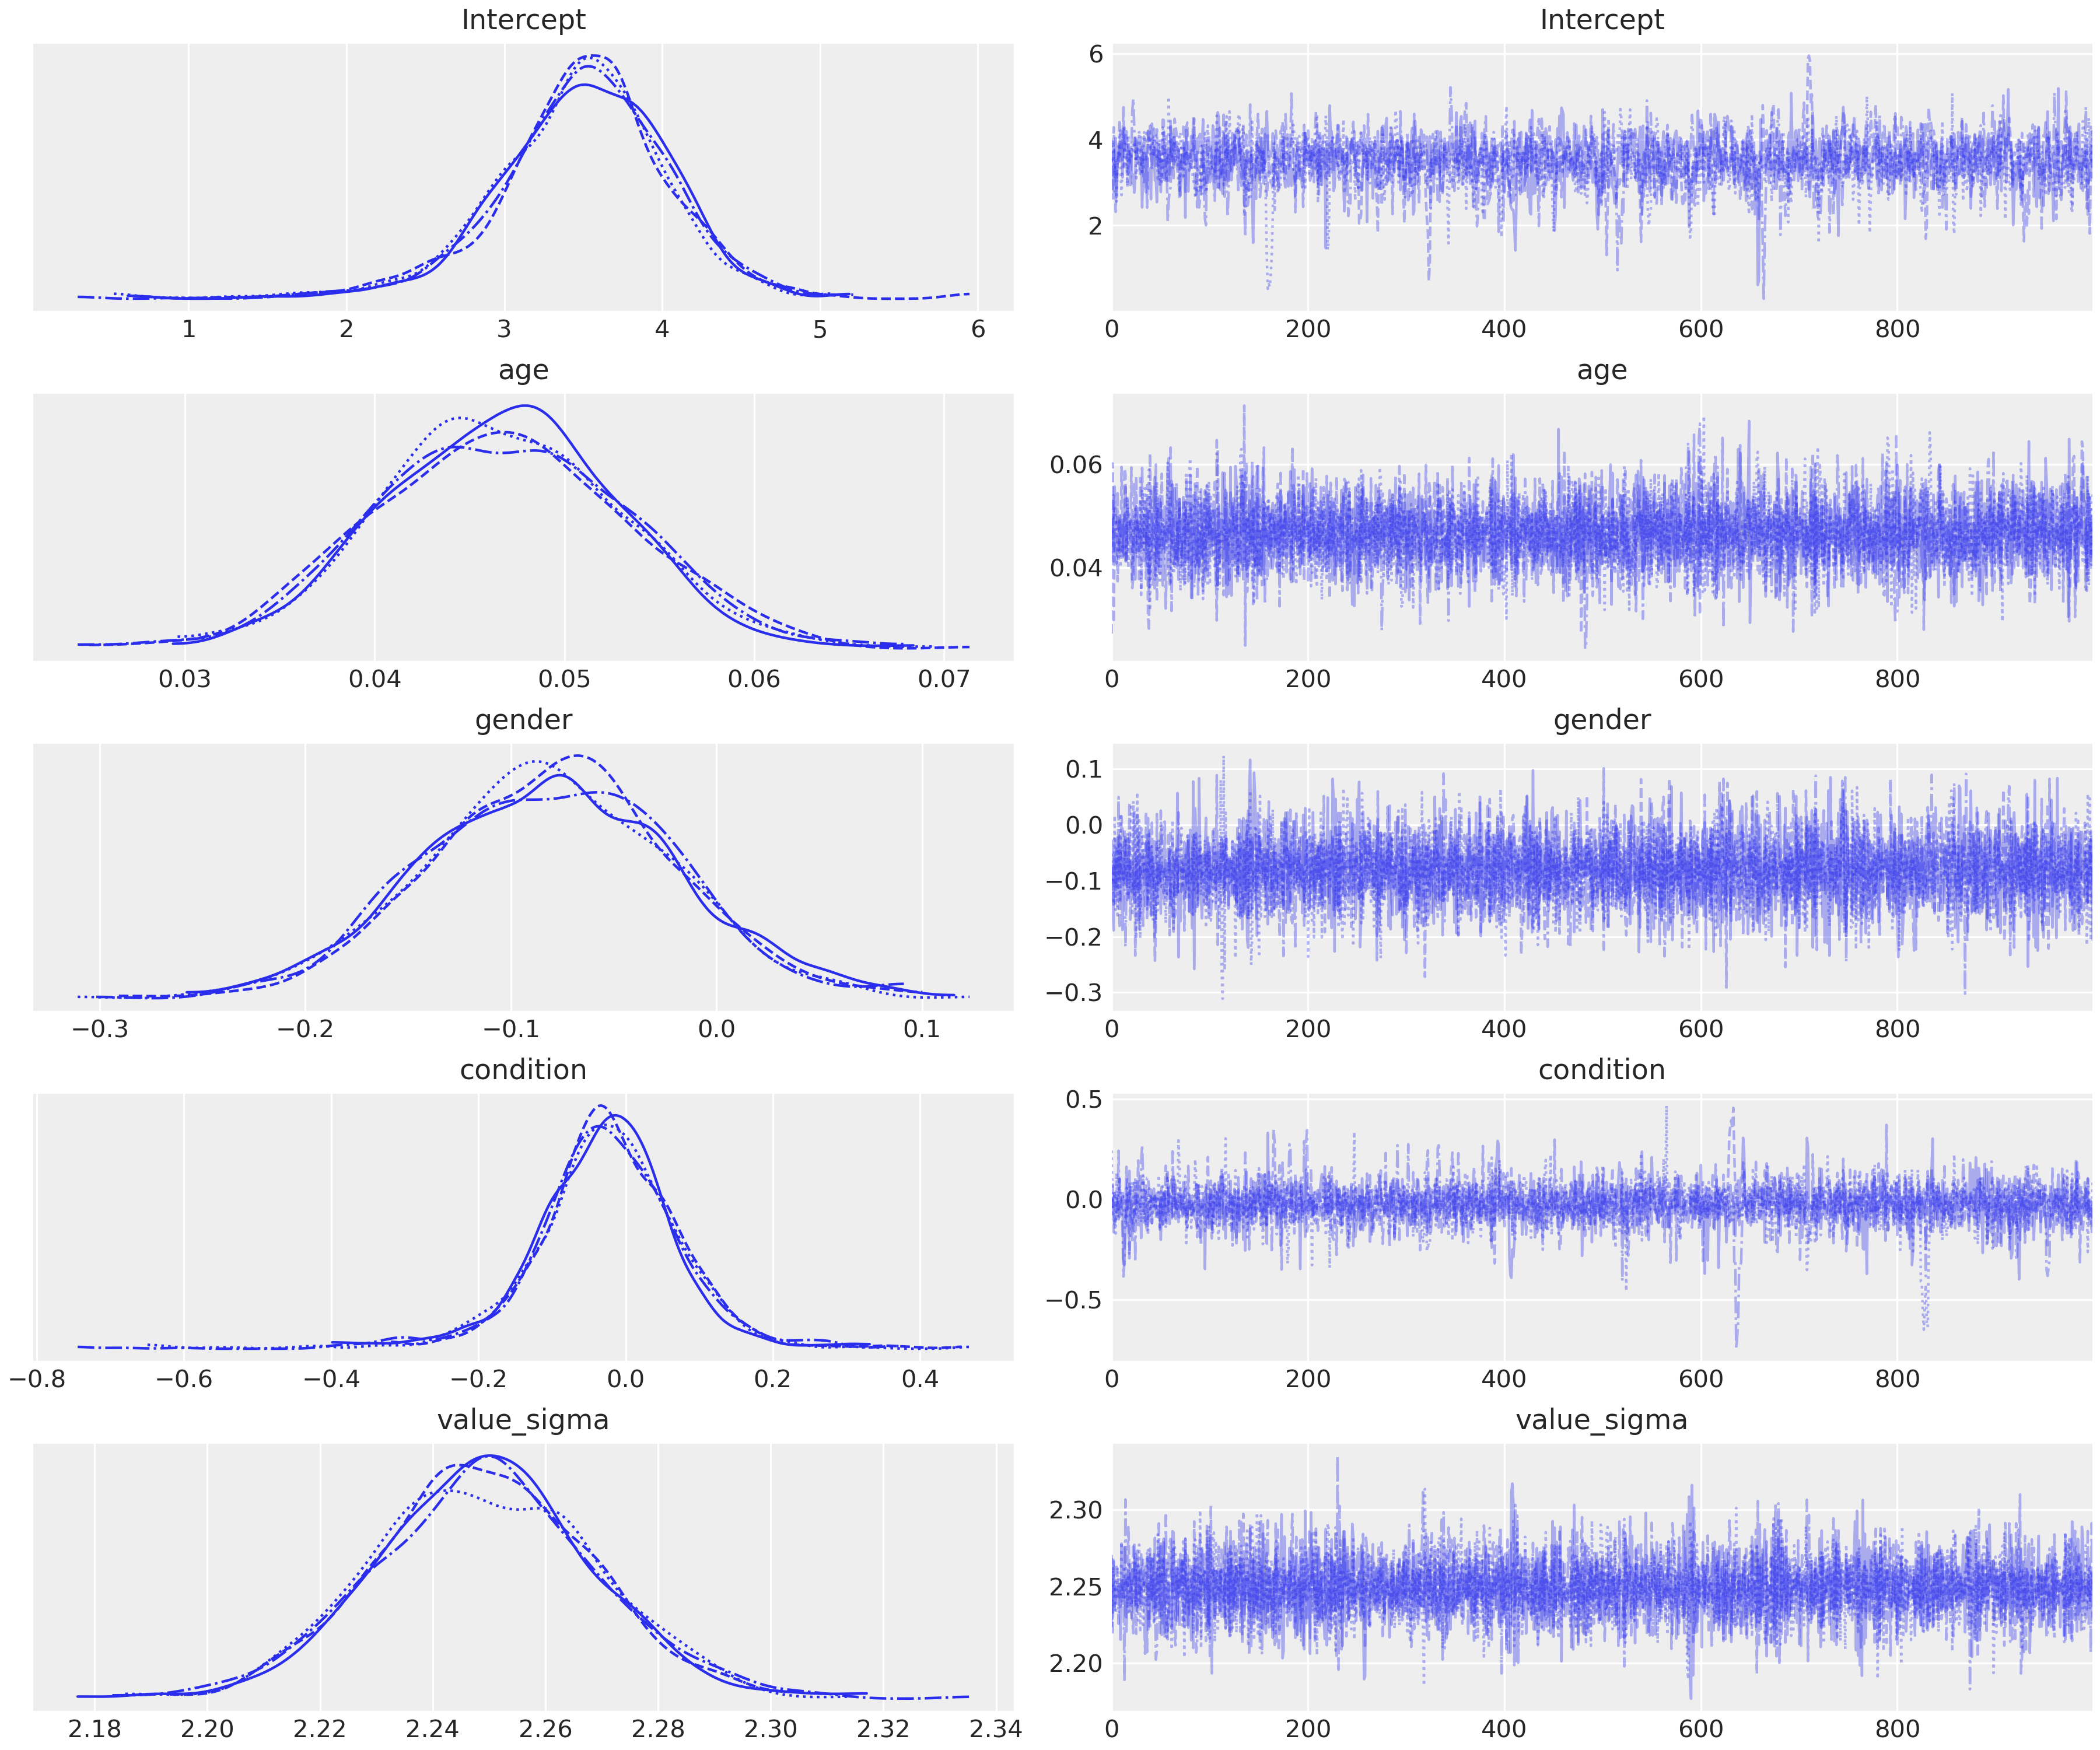 Intercept
Intercept
1 2 3 4 5 6
6
4
2
0 200 400 600 800
age
age
0.03 0.04 0.05 0.06 0.07
0.06
0.04
0 200 400 600 800
gender
gender
−0.3 −0.2 −0.1 0.0 0.1
0.1
0.0
−0.1
−0.2
−0.3
0 200 400 600 800
condition
condition
−0.8 −0.6 −0.4 −0.2 0.0 0.2 0.4
0.5
0.0
−0.5
0 200 400 600 800
value_sigma
value_sigma
2.18 2.20 2.22 2.24 2.26 2.28 2.30 2.32 2.34
2.30
2.25
2.20
0 200 400 600 800